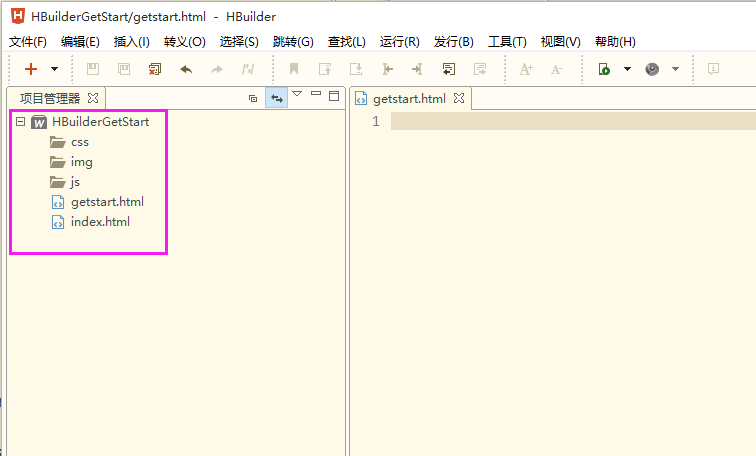 HBuilderGetStart/getstart.html - HBuilder
文件(F) 编辑(E) 插入(I) 转义(O) 选择(S) 跳转(G) 查找(L) 运行(R) 发行(B) 工具(T) 视图(V) 帮助(H)
项目管理器
getstart.html
HBuilderGetStart
1
css
img
js
getstart.html
index.html